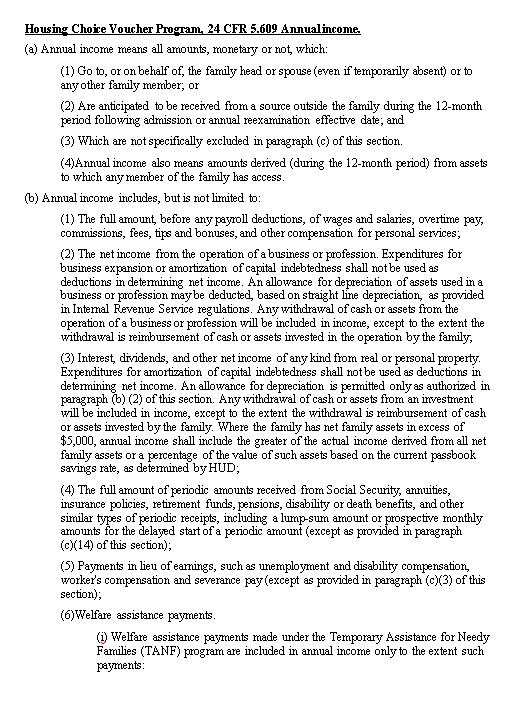 Housing Choice Voucher Program, 24 CFR 5.609 Annual income.
(a) Annual income means all amounts, monetary or not, which:
(1) Go to, or on behalf of, the family head or spouse (even if temporarily absent) or to
any other family member; or
(2) Are anticipated to be received from a source outside the family during the 12-month
period following admission or annual reexamination effective date; and
(3) Which are not specifically excluded in paragraph (c) of this section.
(4)Annual income also means amounts derived (during the 12-month period) from assets
to which any member of the family has access.
(b) Annual income includes, but is not limited to:
(1) The full amount, before any payroll deductions, of wages and salaries, overtime pay,
commissions, fees, tips and bonuses, and other compensation for personal services;
(2) The net income from the operation of a business or profession. Expenditures for
business expansion or amortization of capital indebtedness shall not be used as
deductions in determining net income. An allowance for depreciation of assets used in a
business or profession may be deducted, based on straight line depreciation, as provided
in Internal Revenue Service regulations. Any withdrawal of cash or assets from the
operation of a business or profession will be included in income, except to the extent the
withdrawal is reimbursement of cash or assets invested in the operation by the family;
(3) Interest, dividends, and other net income of any kind from real or personal property.
Expenditures for amortization of capital indebtedness shall not be used as deductions in
determining net income. An allowance for depreciation is permitted only as authorized in
paragraph (b) (2) of this section. Any withdrawal of cash or assets from an investment
will be included in income, except to the extent the withdrawal is reimbursement of cash
or assets invested by the family. Where the family has net family assets in excess of
$5,000, annual income shall include the greater of the actual income derived from all net
family assets or a percentage of the value of such assets based on the current passbook
savings rate, as determined by HUD;
(4) The full amount of periodic amounts received from Social Security, annuities,
insurance policies, retirement funds, pensions, disability or death benefits, and other
similar types of periodic receipts, including a lump-sum amount or prospective monthly
amounts for the delayed start of a periodic amount (except as provided in paragraph
(c)(14) of this section);
(5) Payments in lieu of earnings, such as unemployment and disability compensation,
worker's compensation and severance pay (except as provided in paragraph (c)(3) of this
section);
(6)Welfare assistance payments.
(i) Welfare assistance payments made under the Temporary Assistance for Needy
Families (TANF) program are included in annual income only to the extent such
payments: